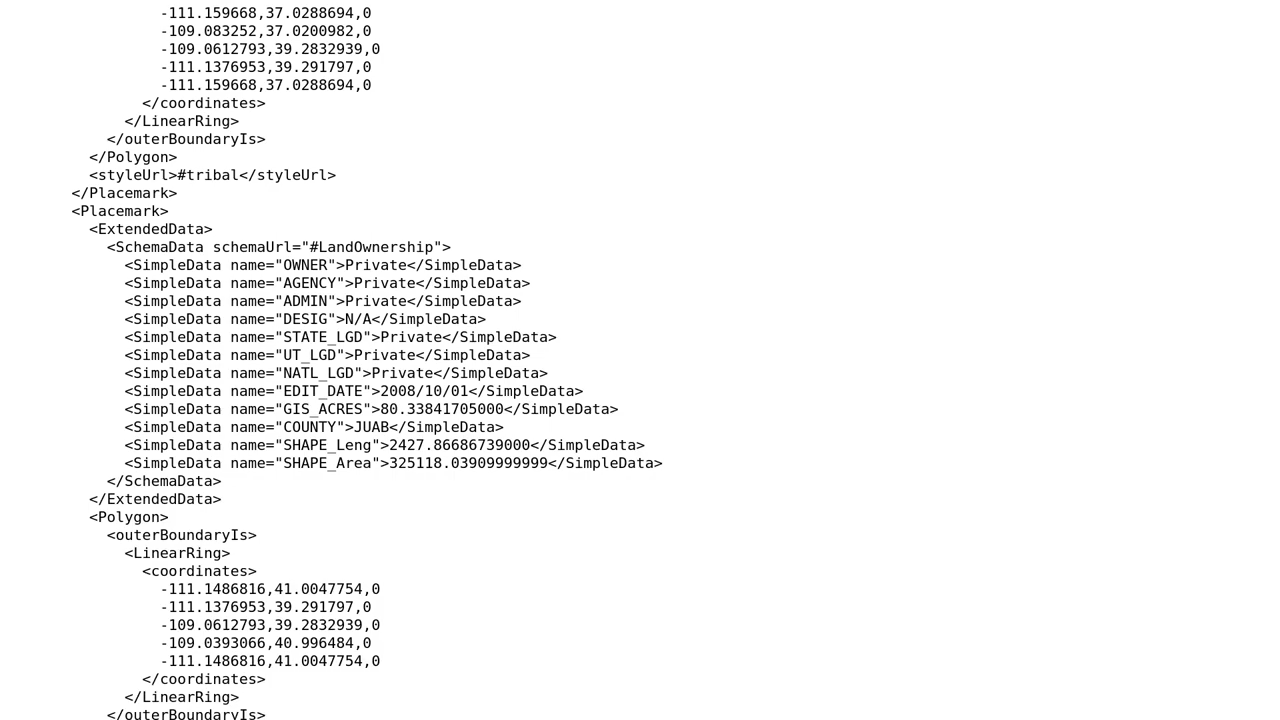 -111.159668,37.0288694,0
-109.083252,37.0200982,0
-109.0612793,39.2832939,0
-111.1376953,39.291797,0
-111.159668,37.0288694,0
</coordinates>
</LinearRing>
</outerBoundaryIs>
</Polygon>
<styleUrl>#tribal</styleUrl>
</Placemark>
<Placemark>
<ExtendedData>
<SchemaData schemaUrl="#LandOwnership">
<SimpleData name="OWNER">Private</SimpleData>
<SimpleData name="AGENCY">Private</SimpleData>
<SimpleData name="ADMIN">Private</SimpleData>
<SimpleData name="DESIG">N/A</SimpleData>
<SimpleData name="STATE_LGD">Private</SimpleData>
<SimpleData name="UT_LGD">Private</SimpleData>
<SimpleData name="NATL_LGD">Private</SimpleData>
<SimpleData name="EDIT_DATE">2008/10/01</SimpleData>
<SimpleData name="GIS_ACRES">80.33841705000</SimpleData>
<SimpleData name="COUNTY">JUAB</SimpleData>
<SimpleData name="SHAPE_Leng">2427.86686739000</SimpleData>
<SimpleData name="SHAPE_Area">325118.03909999999</SimpleData>
</SchemaData>
</ExtendedData>
<Polygon>
<outerBoundaryIs>
<LinearRing>
<coordinates>
-111.1486816,41.0047754,0
-111.1376953,39.291797,0
-109.0612793,39.2832939,0
-109.0393066,40.996484,0
-111.1486816,41.0047754,0
</coordinates>
</LinearRing>
</outerBoundaryIs>